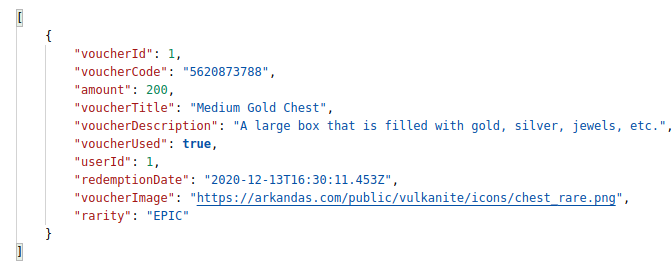 [
{
"voucherId": 1,
"voucherCode": "5620873788",
"amount": 200,
"voucherTitle": "Medium Gold Chest",
"voucherDescription": "A large box that is filled with gold, silver, jewels, etc.",
"voucherUsed": true,
"userId": 1,
"redemptionDate": "2020-12-13T16:30:11.453Z",
"voucherImage": "https://arkandas.com/public/vulkanite/icons/chest_rare.png",
"rarity": "EPIC"
}
]